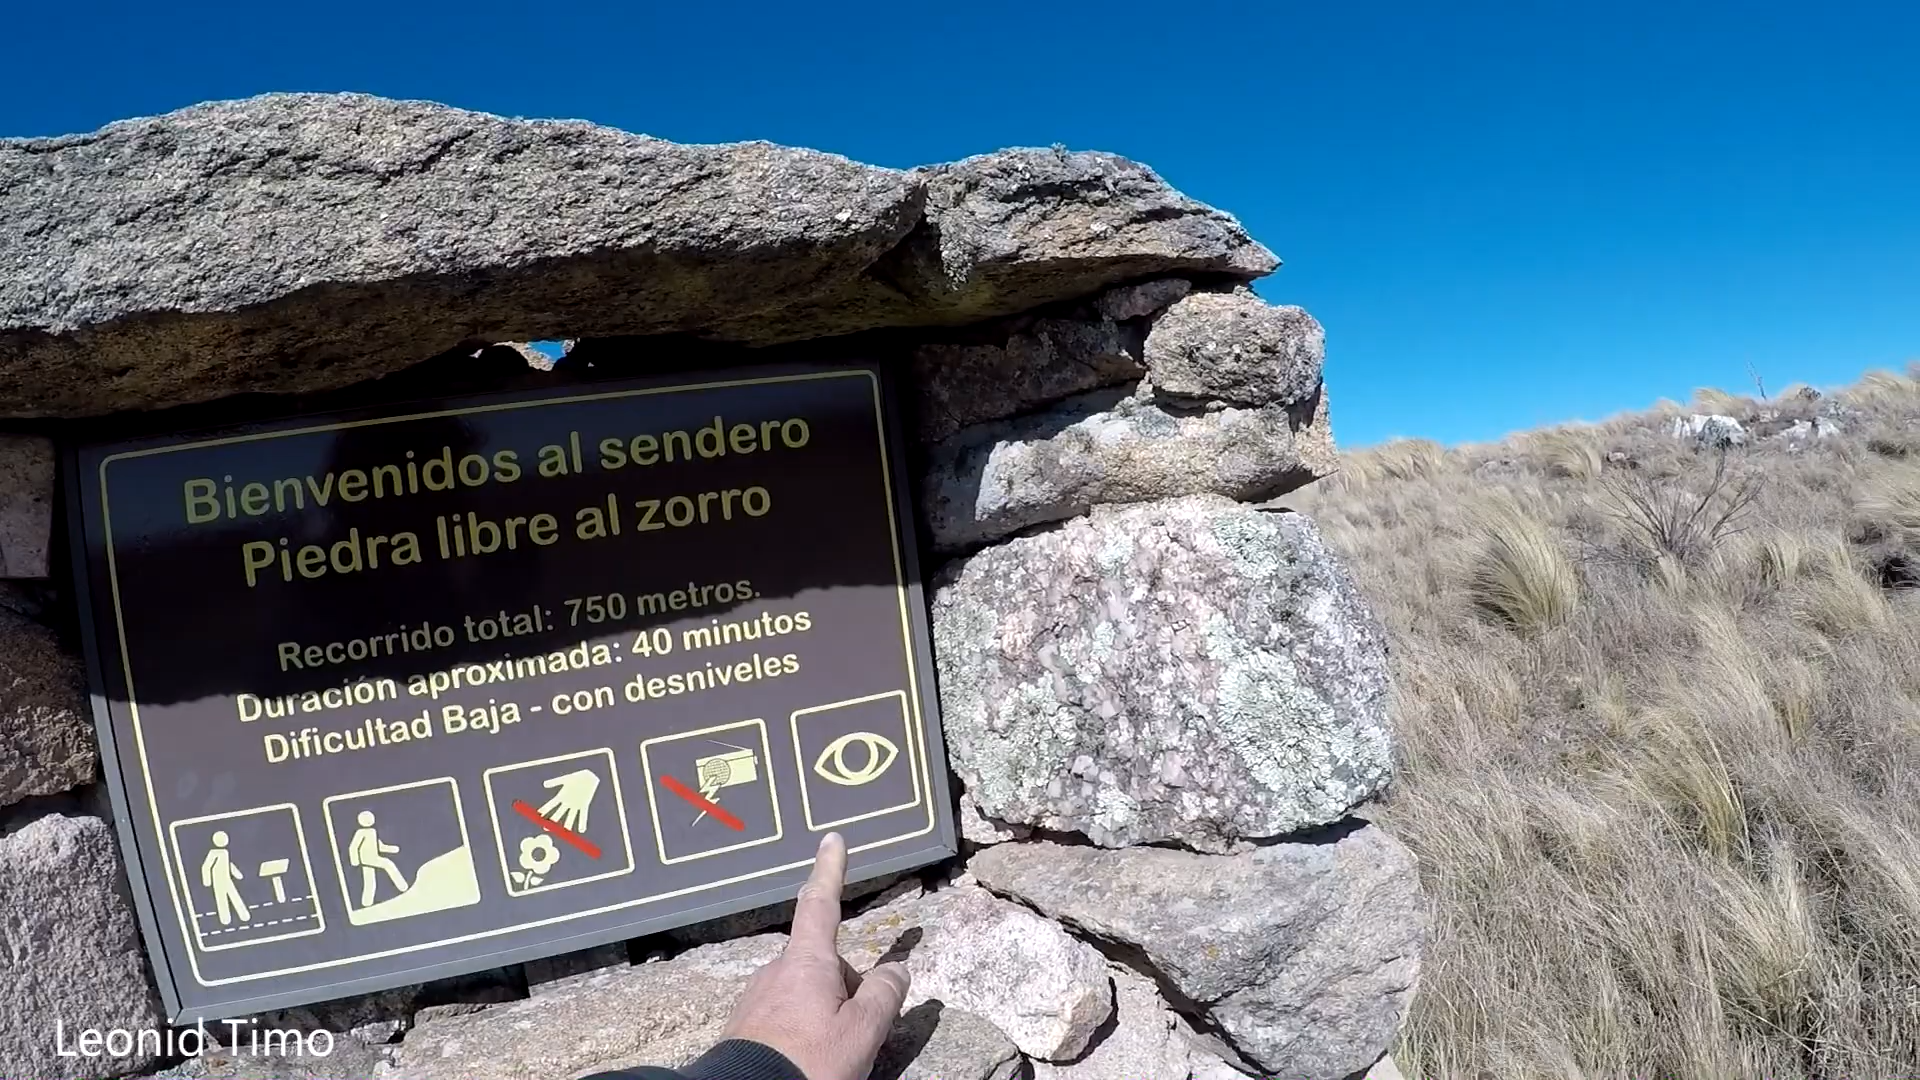 Bienvenidos al sendero
Piedra libre al zorro
Recorrido total: 750 metros.
Duración aproximada: 40 minutos
Dificultad Baja - con desniveles
Leonid Timo